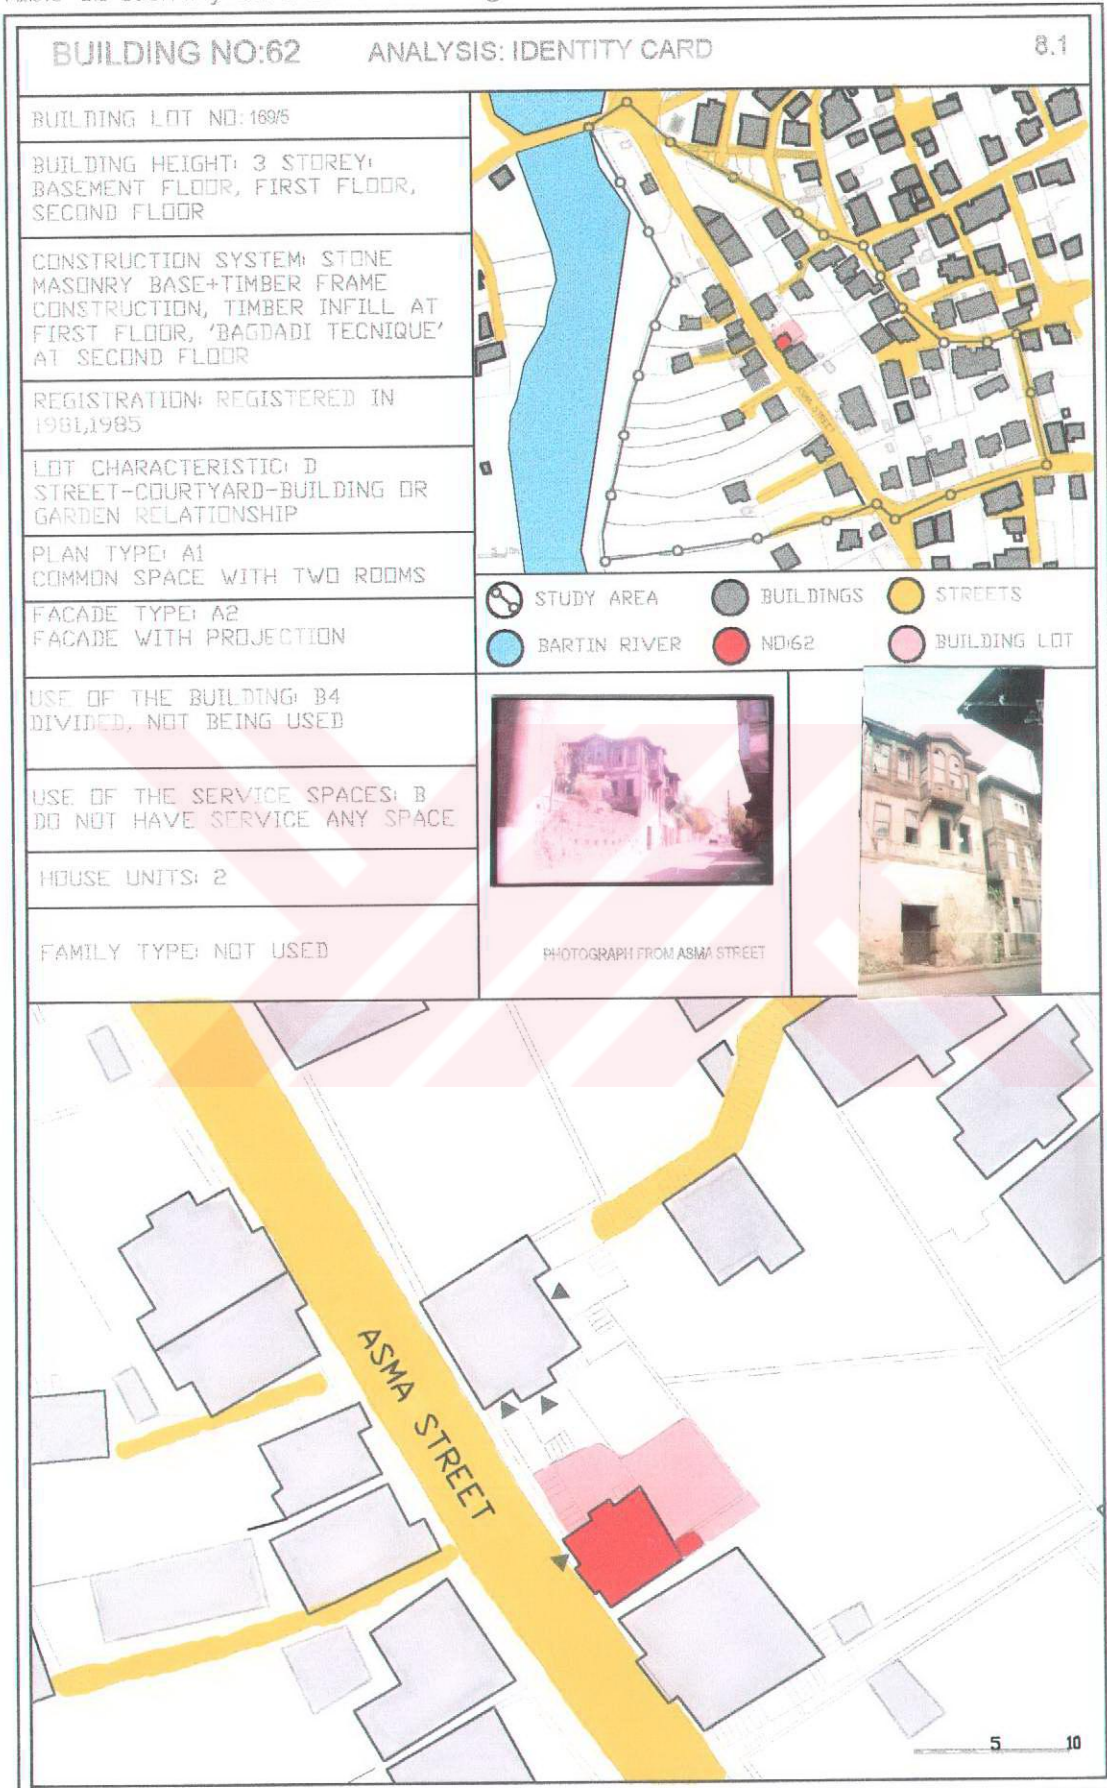 BUILDING NO:62 ANALYSIS: IDENTITY CARD 8.1
BUILDING LOT NO: 169/5
BUILDING HEIGHT: 3 STOREY:
BASEMENT FLOOR, FIRST FLOOR,
SECOND FLOOR
CONSTRUCTION SYSTEM: STONE
MASONRY BASE+TIMBER FRAME
CONSTRUCTION, TIMBER INFILL AT
FIRST FLOOR, 'BAGDADI TECNIQUE'
AT SECOND FLOOR
REGISTRATION: REGISTERED IN
1981,1985
LOT CHARACTERISTIC: D
STREET-COURTYARD-BUILDING OR
GARDEN RELATIONSHIP
PLAN TYPE: A1
COMMON SPACE WITH TWO ROOMS
FACADE TYPE: A2
FACADE WITH PROJECTION
USE OF THE BUILDING: B4
DIVIDED, NOT BEING USED
USE OF THE SERVICE SPACES: B
DO NOT HAVE SERVICE ANY SPACE
HOUSE UNITS: 2
FAMILY TYPE: NOT USED
ASMA STREET
STUDY AREA BUILDINGS STREETS
BARTIN RIVER NO:62 BUILDING LOT
PHOTOGRAPH FROM ASMA STREET
ASMA STREET
5 10